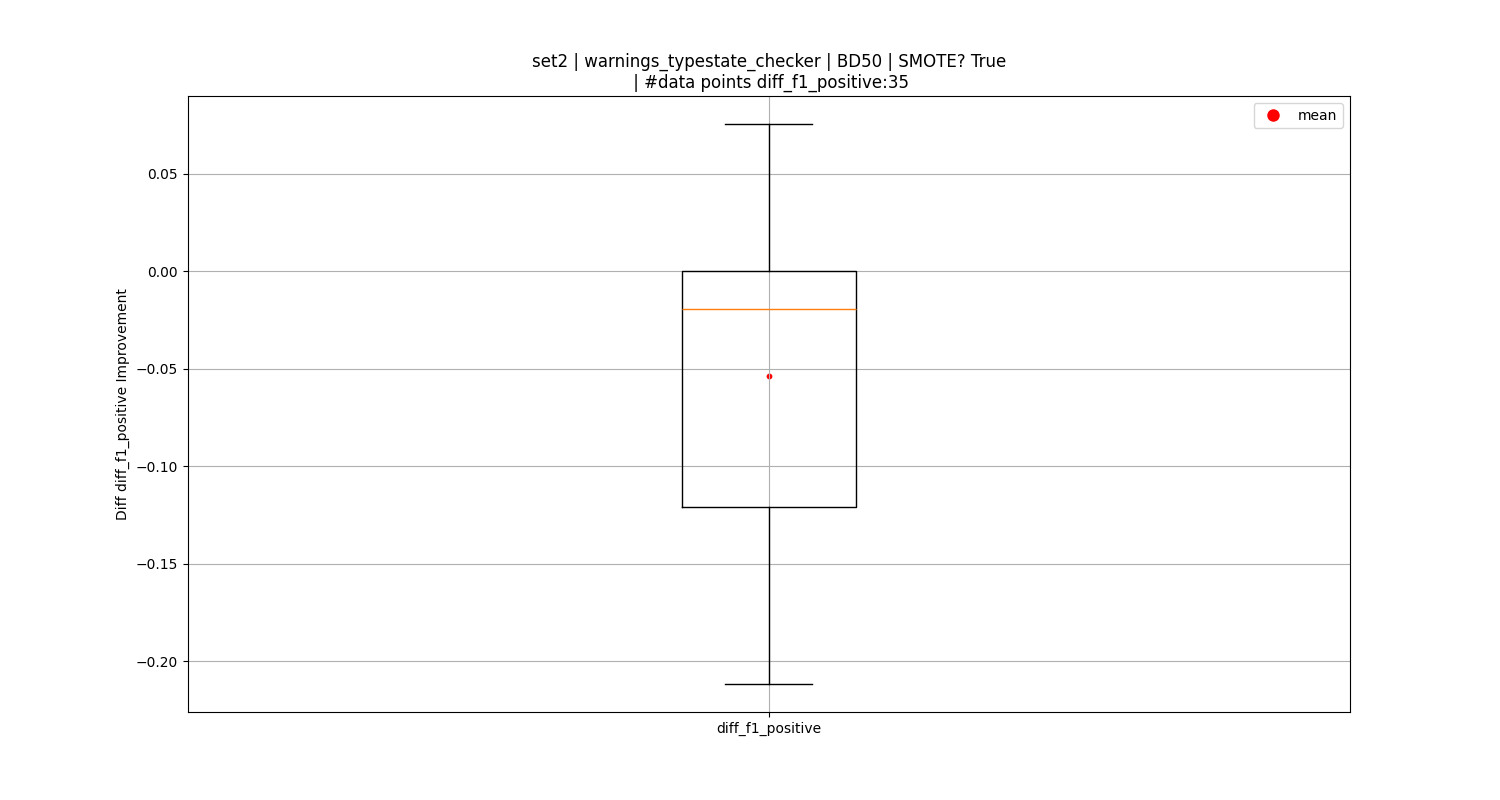 set2 | warnings_typestate_checker | BD50 | SMOTE? True
| #data points diff_f1_positive:35
mean
0.05
0.00
−0.05
−0.10
−0.15
−0.20
Diff diff_f1_positive Improvement
diff_f1_positive